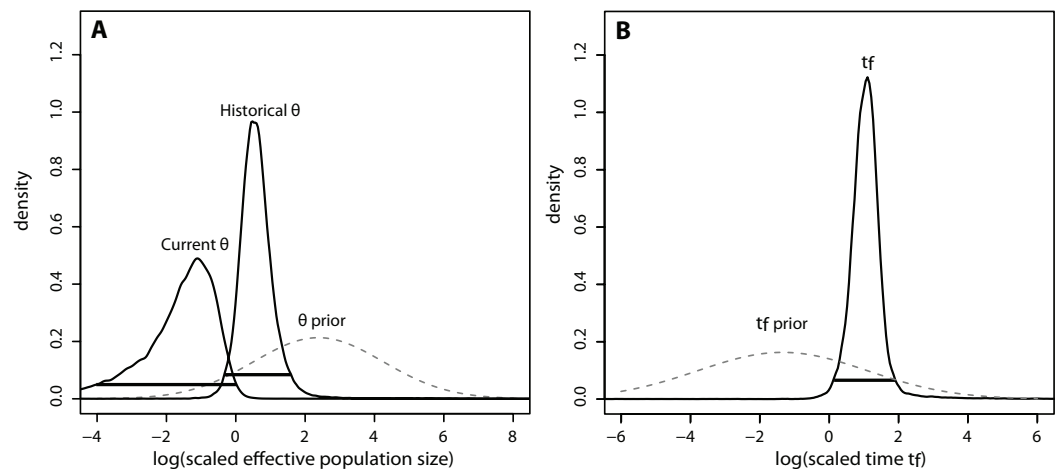 A
density
0.0 0.2 0.4 0.6 0.8 1.0 1.2
Historical θ
Current θ
θ prior
−4 −2 0 2 4 6 8
log(scaled effective population size)
B
density
0.0 0.2 0.4 0.6 0.8 1.0 1.2
tf
tf prior
−6 −4 −2 0 2 4 6
log(scaled time tf)